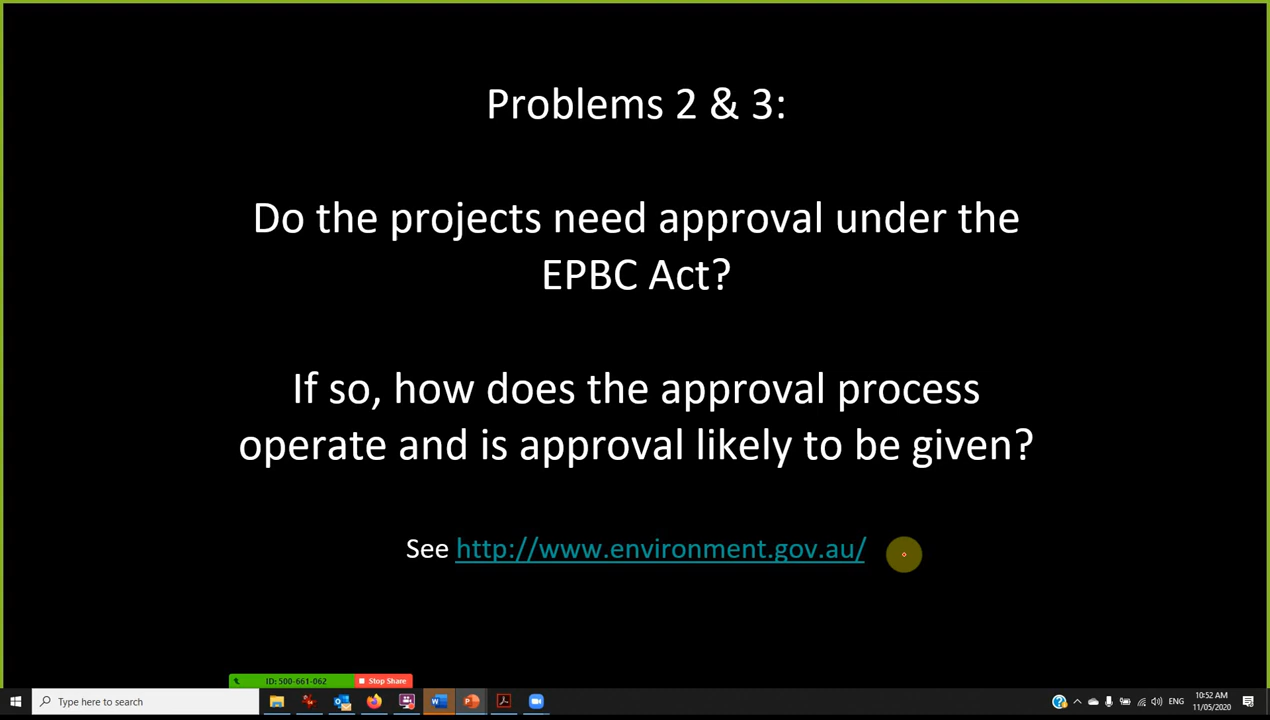 Problems 2 & 3:
Do the projects need approval under the
EPBC Act?
If so, how does the approval process
operate and is approval likely to be given?
See http://www.environment.gov.au/
ID: 500-661-062
Stop Share
Type here to search
ENG
10:52 AM
11/05/2020